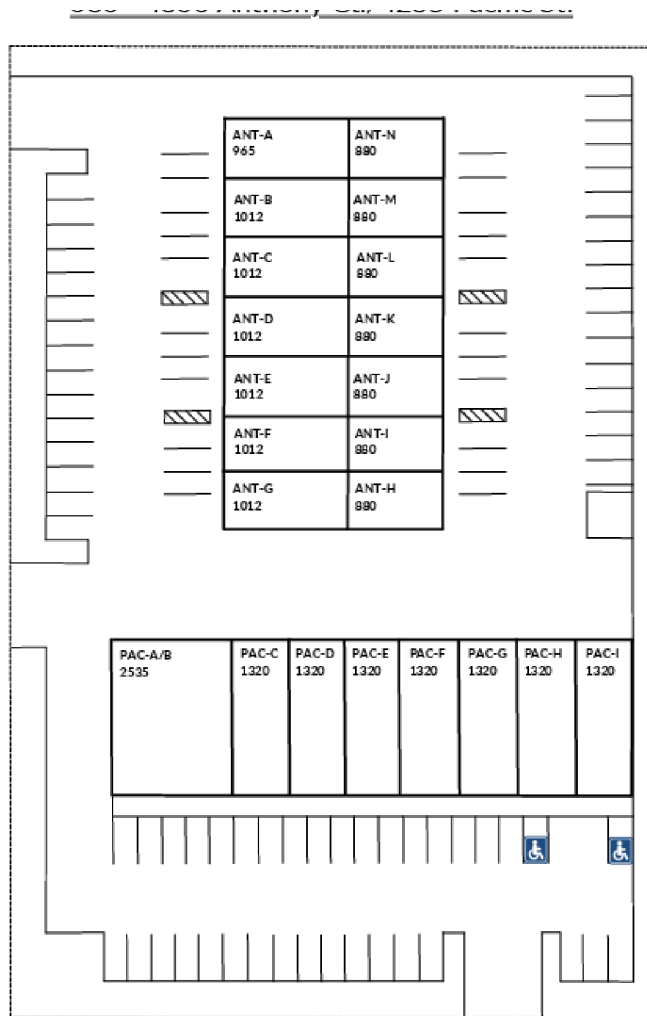 ANT-A
965
ANT-N
880
ANT-B
1012
ANT-M
880
ANT-C
1012
ANT-L
880
ANT-D
1012
ANT-K
880
ANT-E
1012
ANT-J
880
ANT-F
1012
ANT-I
880
ANT-G
1012
ANT-H
880
PAC-A/B
2535
PAC-C
1320
PAC-D
1320
PAC-E
1320
PAC-F
1320
PAC-G
1320
PAC-H
1320
PAC-I
1320